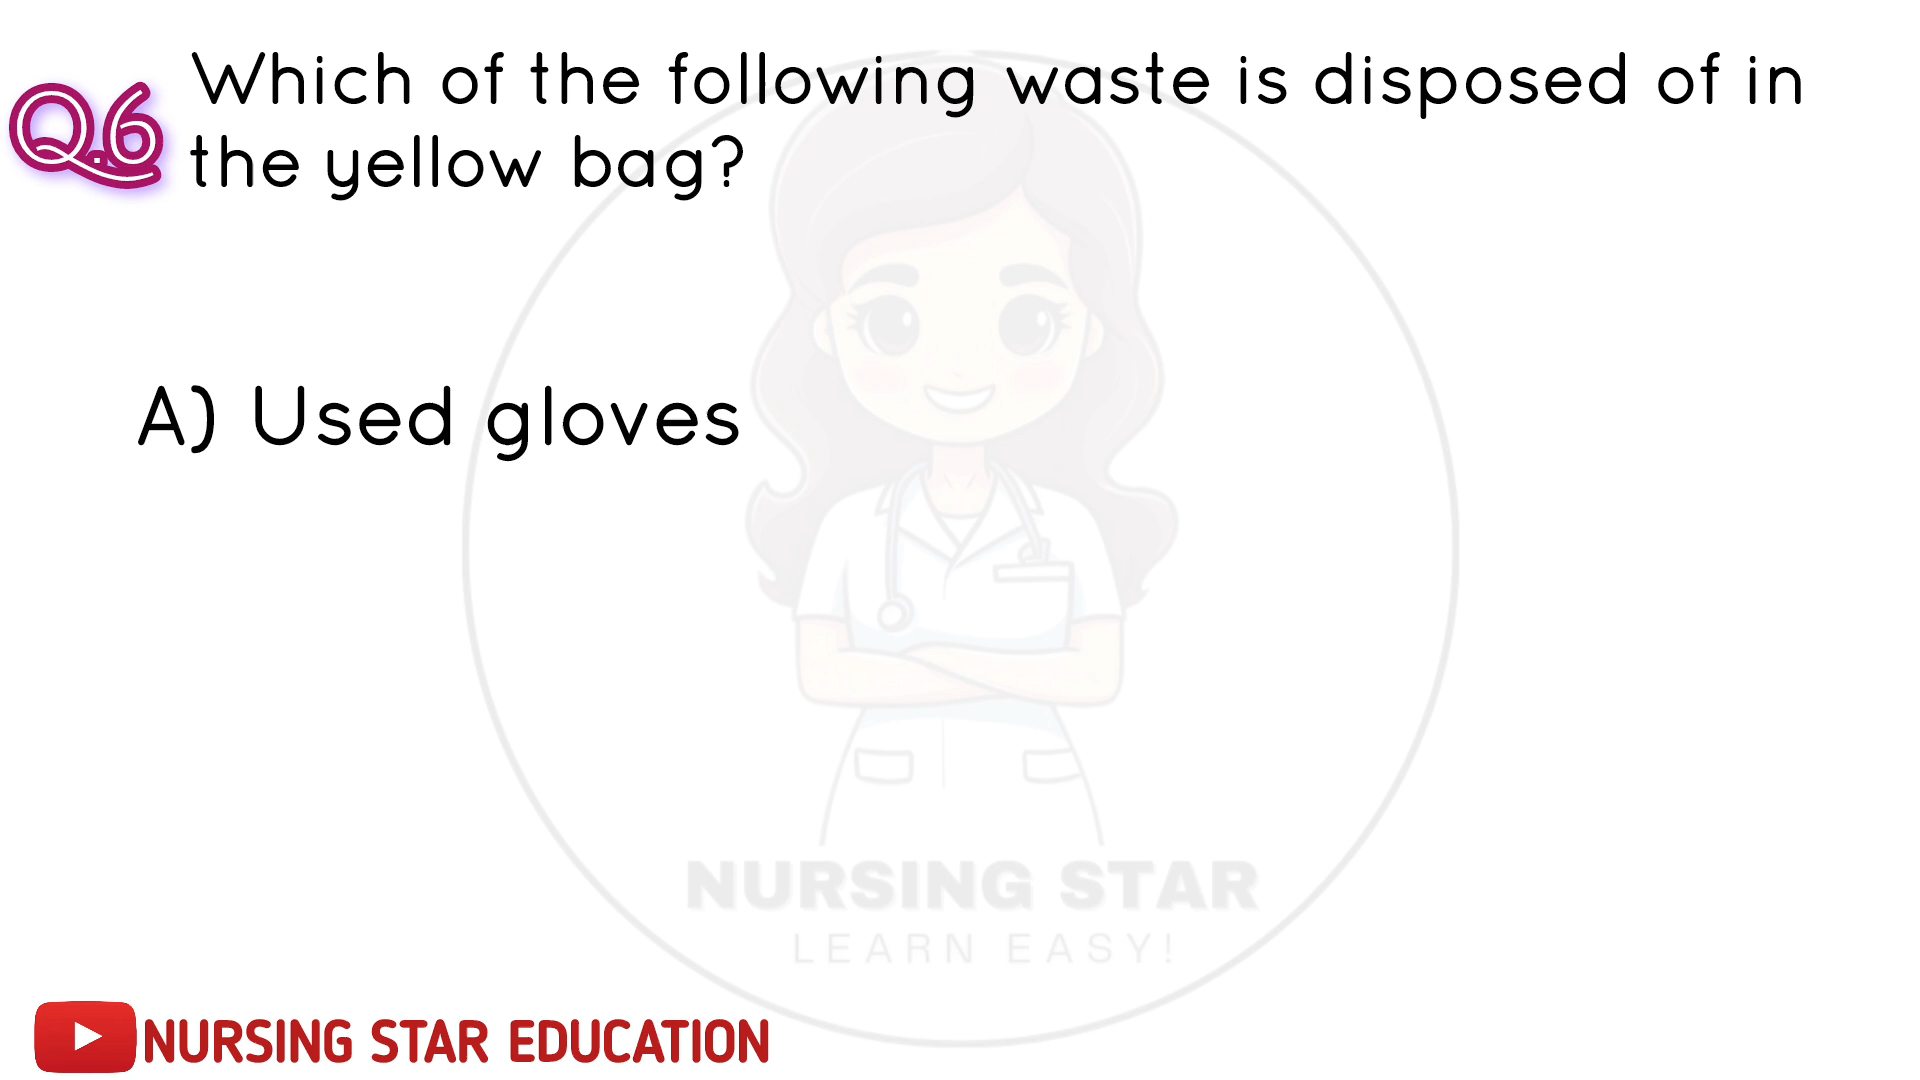 Q.6 Which of the following waste is disposed of in
the yellow bag?
A) Used gloves
NURSING STAR
LEARN EASY!
NURSING STAR EDUCATION